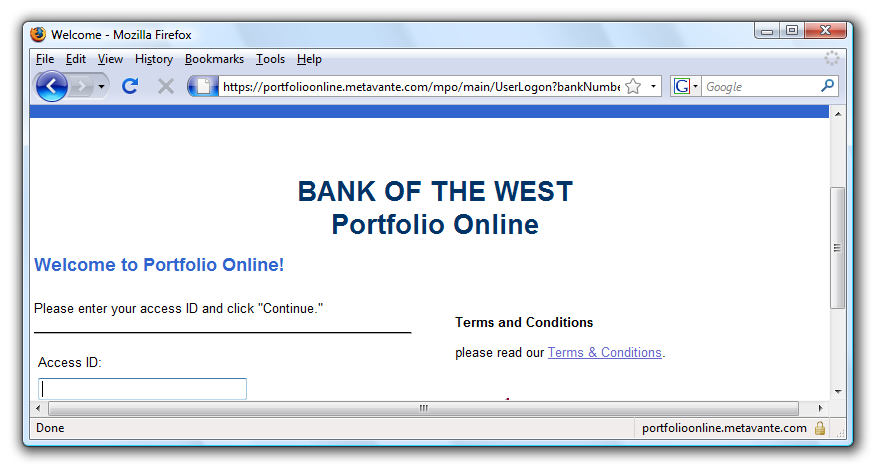 Welcome - Mozilla Firefox
File Edit View History Bookmarks Tools Help
https://portfolioonline.metavante.com/mpo/main/UserLogon?bankNumbe
G Google
BANK OF THE WEST
Portfolio Online
Welcome to Portfolio Online!
Please enter your access ID and click "Continue."
Terms and Conditions
please read our Terms & Conditions.
Access ID:
Done portfolioonline.metavante.com